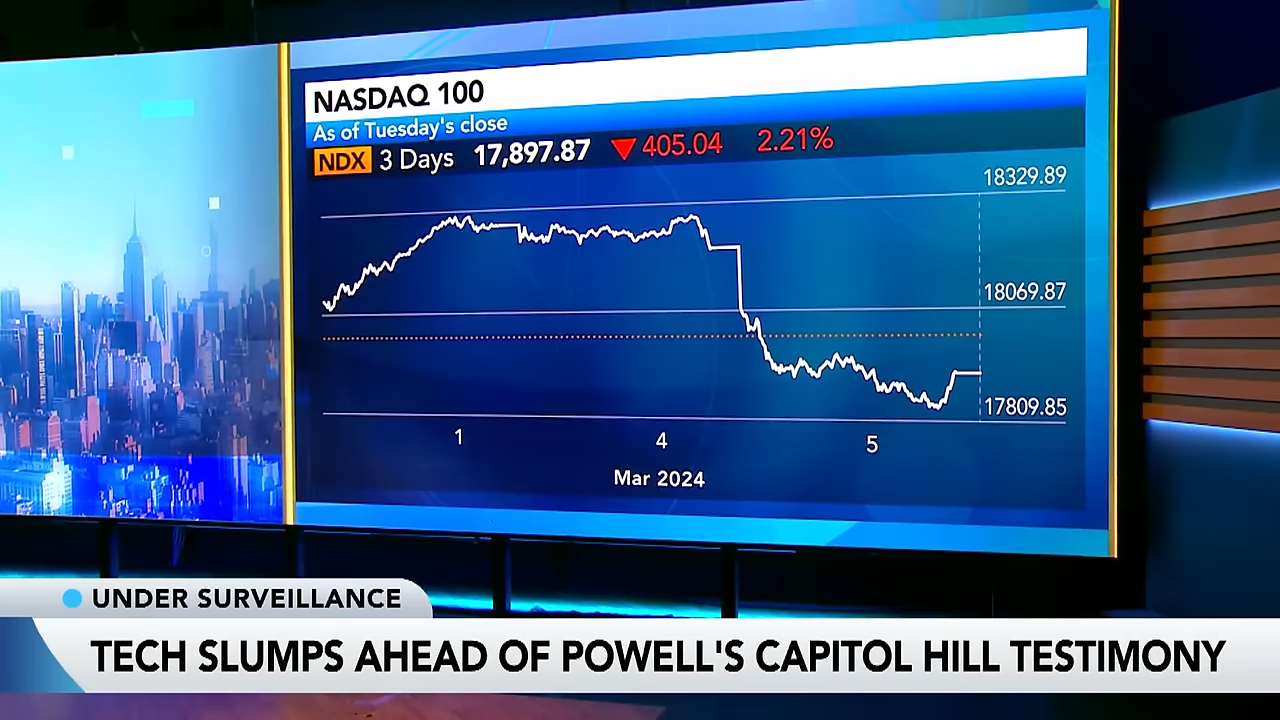 NASDAQ 100
As of Tuesday's close
NDX 3 Days 17,897.87 ▼405.04 2.21%
18329.89
18069.87
17809.85
1 4 5
Mar 2024
UNDER SURVEILLANCE
TECH SLUMPS AHEAD OF POWELL'S CAPITOL HILL TESTIMONY